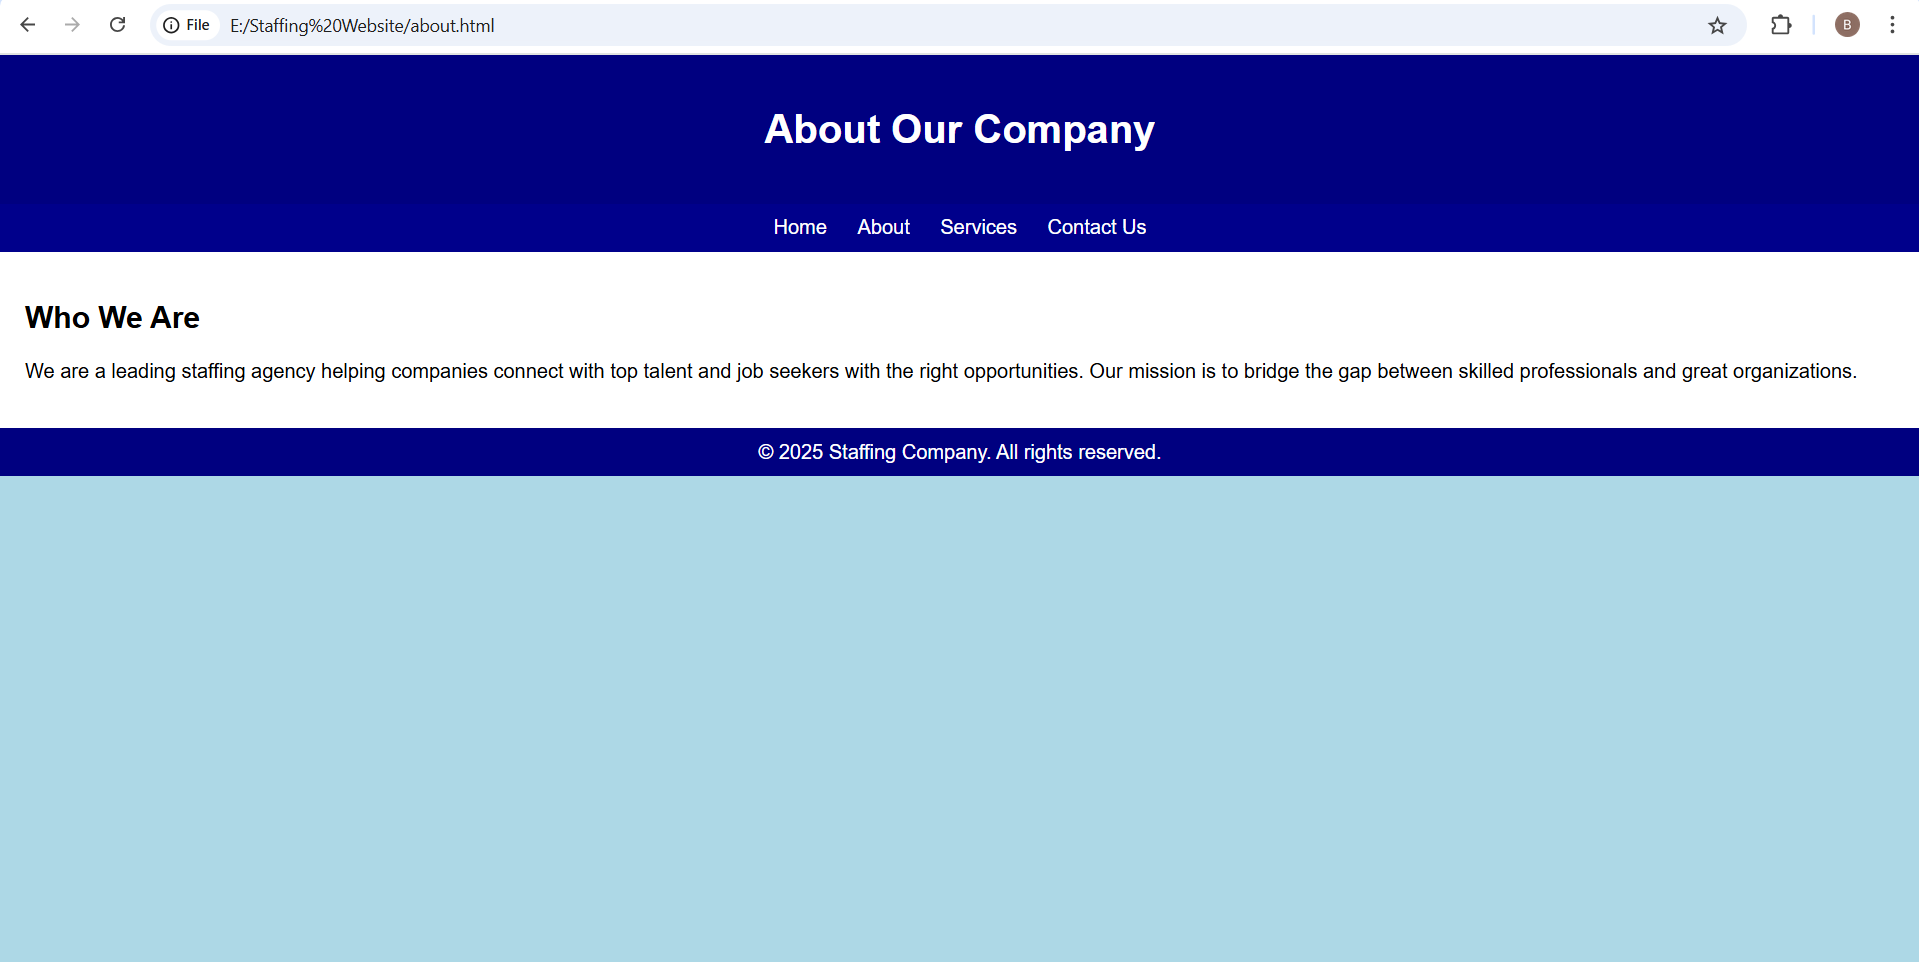 File E:/Staffing%20Website/about.html B
About Our Company
Home About Services Contact Us
Who We Are
We are a leading staffing agency helping companies connect with top talent and job seekers with the right opportunities. Our mission is to bridge the gap between skilled professionals and great organizations.
© 2025 Staffing Company. All rights reserved.